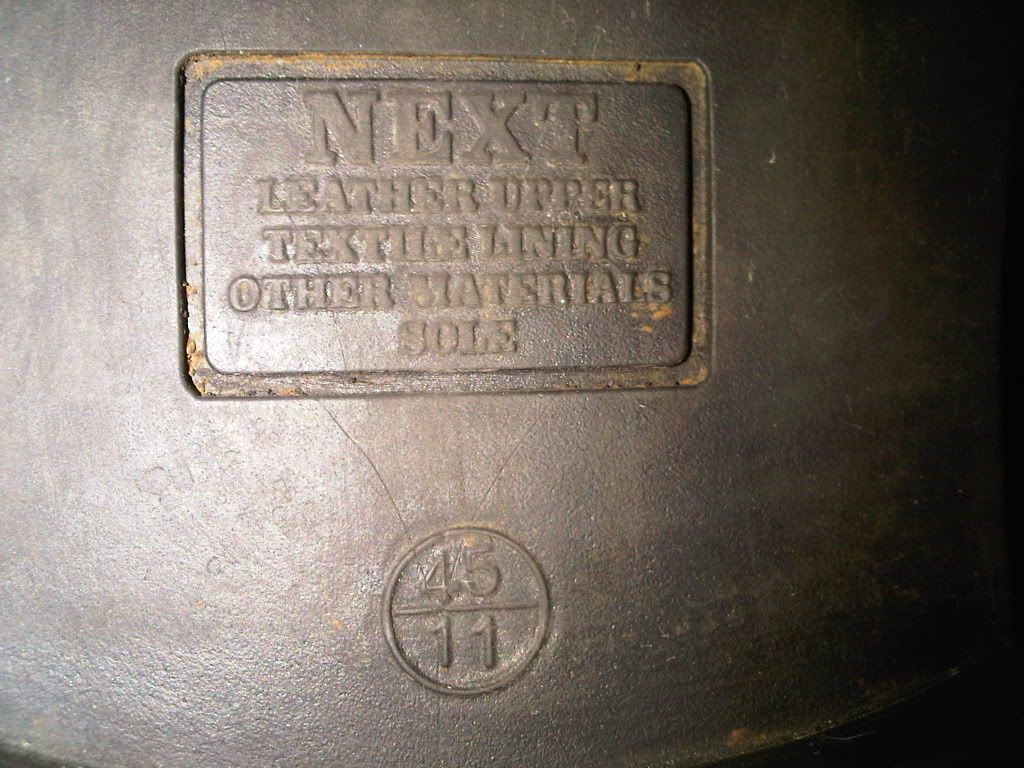 NEXT
LEATHER UPPER
TEXTILE LINING
OTHER MATERIALS
SOLE
45
11